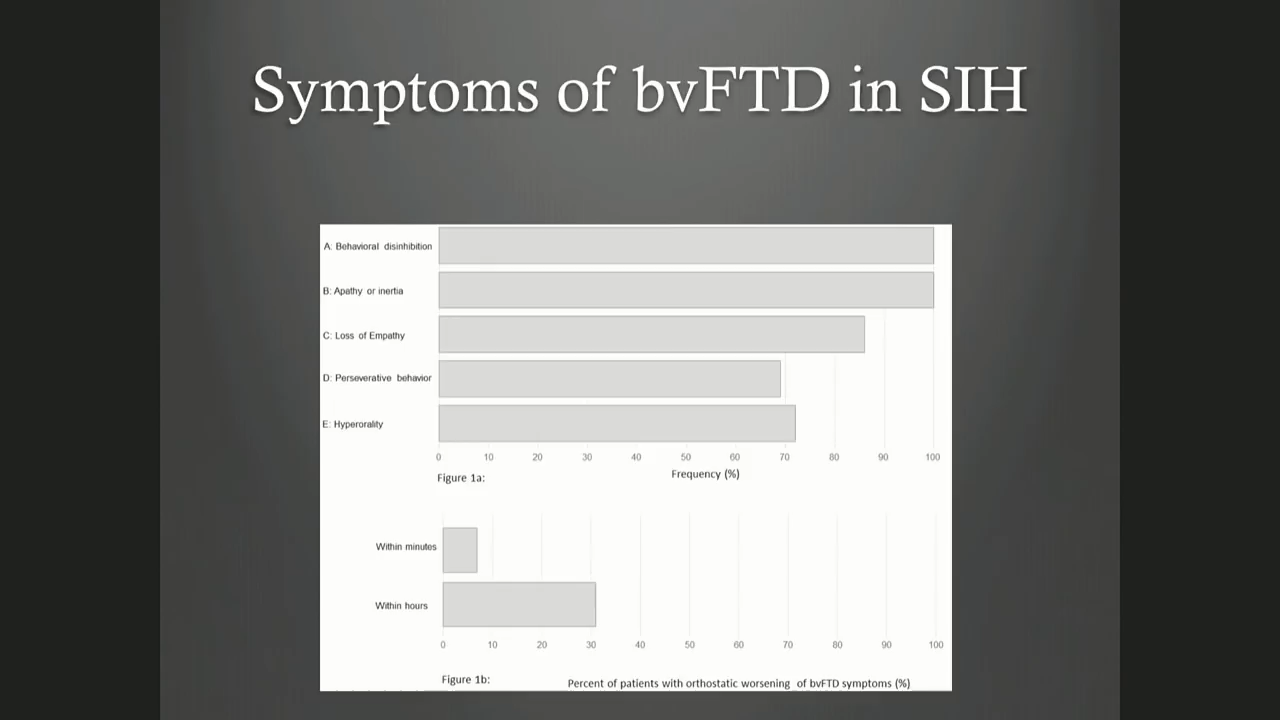 Symptoms of bvFTD in SIH
A: Behavioral disinhibition
B: Apathy or inertia
C: Loss of Empathy
D: Perseverative behavior
E: Hyperorality
0 10 20 30 40 50 60 70 80 90 100
Figure 1a:
Frequency (%)
Within minutes
Within hours
0 10 20 30 40 50 60 70 80 90 100
Figure 1b:
Percent of patients with orthostatic worsening of bvFTD symptoms (%)